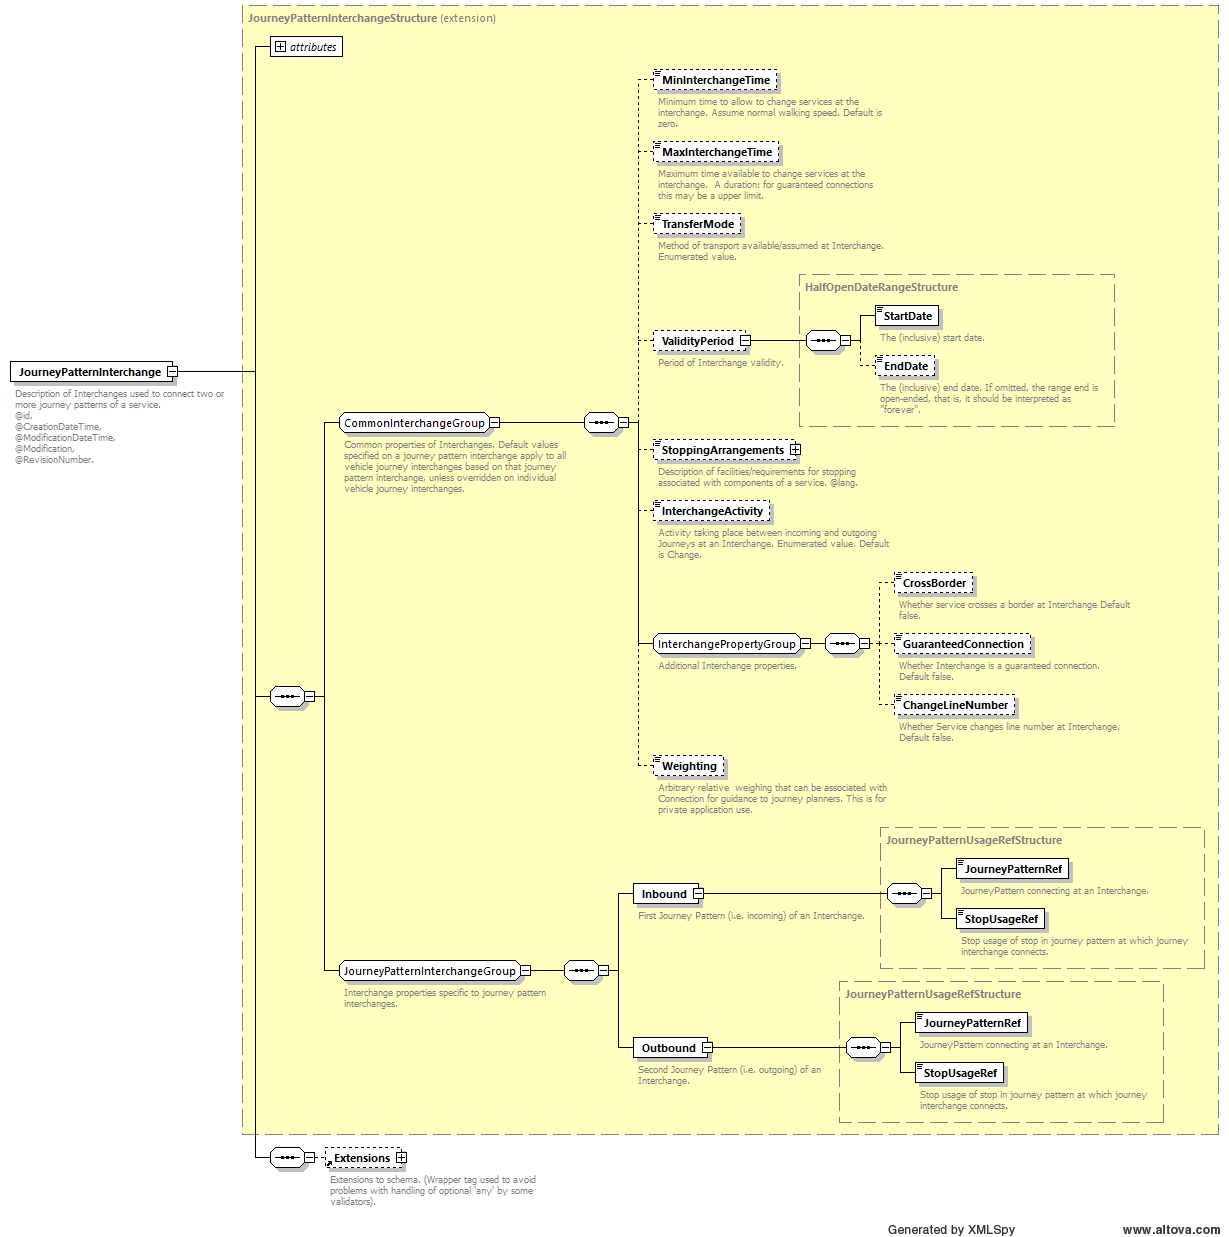 JourneyPatternInterchangeStructure (extension)
attributes
MinInterchangeTime
Minimum time to allow to change services at the
interchange. Assume normal walking speed. Default is
zero.
MaxInterchangeTime
Maximum time available to change services at the
interchange.  A duration: for guaranteed connections
this may be a upper limit.
TransferMode
Method of transport available/assumed at Interchange.
Enumerated value.
HalfOpenDateRangeStructure
StartDate
The (inclusive) start date.
ValidityPeriod
Period of Interchange validity.
EndDate
The (inclusive) end date. If omitted, the range end is
open-ended, that is, it should be interpreted as
"forever".
JourneyPatternInterchange
Description of Interchanges used to connect two or
more journey patterns of a service.
@id,
@CreationDateTime,
@ModificationDateTime,
@Modification,
@RevisionNumber.
CommonInterchangeGroup
Common properties of Interchanges. Default values
specified on a journey pattern interchange apply to all
vehicle journey interchanges based on that journey
pattern interchange, unless overridden on individual
vehicle journey interchanges.
StoppingArrangements
Description of facilities/requirements for stopping
associated with components of a service. @lang.
InterchangeActivity
Activity taking place between incoming and outgoing
Journeys at an Interchange. Enumerated value. Default
is Change.
CrossBorder
Whether service crosses a border at Interchange Default
false.
InterchangePropertyGroup
Additional Interchange properties.
GuaranteedConnection
Whether Interchange is a guaranteed connection.
Default false.
ChangeLineNumber
Whether Service changes line number at Interchange.
Default false.
Weighting
Arbitrary relative  weighing that can be associated with
Connection for guidance to journey planners. This is for
private application use.
JourneyPatternUsageRefStructure
JourneyPatternRef
JourneyPattern connecting at an Interchange.
Inbound
First Journey Pattern (i.e. incoming) of an Interchange.
StopUsageRef
Stop usage of stop in journey pattern at which journey
interchange connects.
JourneyPatternInterchangeGroup
Interchange properties specific to journey pattern
interchanges.
JourneyPatternUsageRefStructure
JourneyPatternRef
JourneyPattern connecting at an Interchange.
Outbound
Second Journey Pattern (i.e. outgoing) of an
Interchange.
StopUsageRef
Stop usage of stop in journey pattern at which journey
interchange connects.
Extensions
Extensions to schema. (Wrapper tag used to avoid
problems with handling of optional 'any' by some
validators).
Generated by XMLSpy
www.altova.com